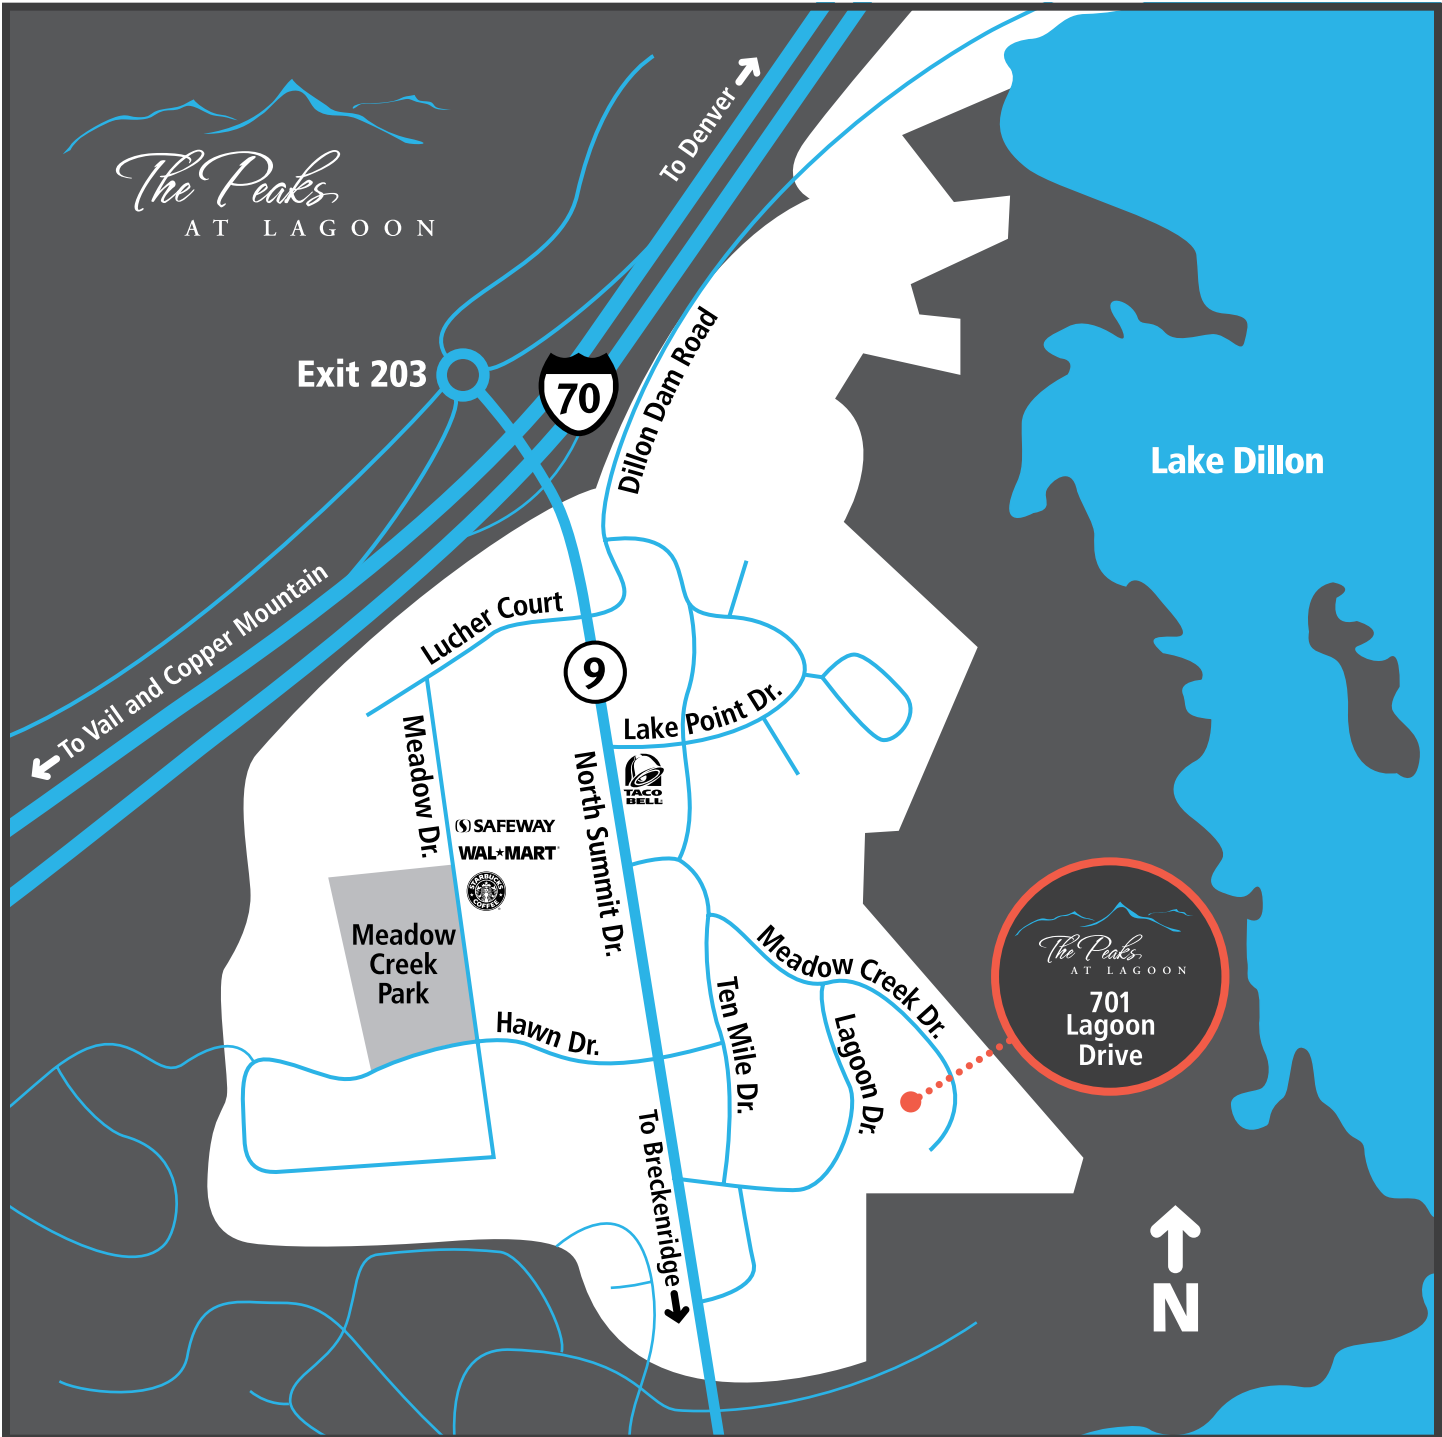 The Peaks
AT LAGOON
To Denver
Exit 203
70
Dillon Dam Road
Lake Dillon
To Vail and Copper Mountain
Lucher Court
9
Lake Point Dr.
Meadow Dr.
North Summit Dr.
TACO
BELL
SAFEWAY
WAL★MART
STARBUCKS
COFFEE
Meadow
Creek
Park
Meadow Creek Dr.
The Peaks
AT LAGOON
701
Lagoon
Drive
Hawn Dr.
Ten Mile Dr.
Lagoon Dr.
To Breckenridge
N